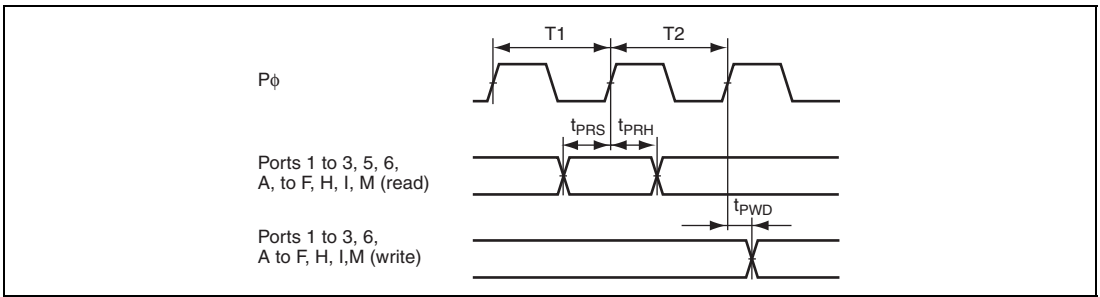 T1 T2
Pϕ
tPRS tPRH
Ports 1 to 3, 5, 6,
A, to F, H, I, M (read)
tPWD
Ports 1 to 3, 6,
A to F, H, I,M (write)